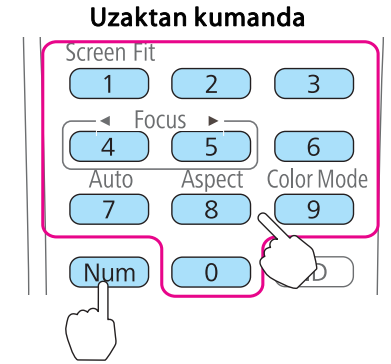 Uzaktan kumanda
Screen Fit
1 2 3
◄ Focus ►
4 5 6
Auto Aspect Color Mode
7 8 9
Num 0